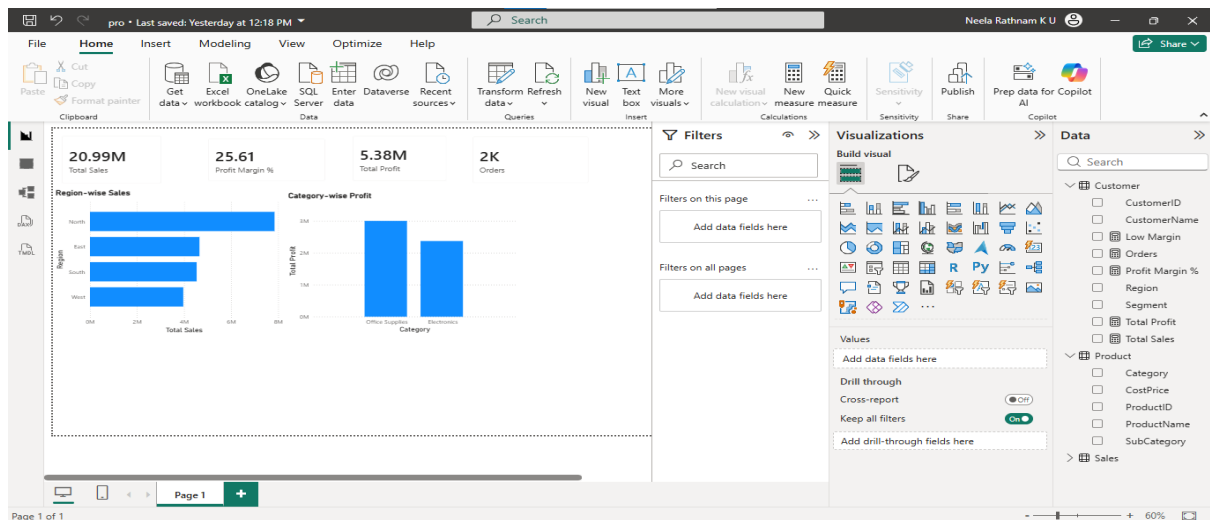 pro • Last saved: Yesterday at 12:18 PM
Search
Neela Rathnam K U
File Home Insert Modeling View Optimize Help
Share
Paste
Cut
Copy
Format painter
Clipboard
Get data
Excel workbook
OneLake catalog
SQL Server
Enter data
Dataverse
Recent sources
Data
Transform data
Refresh
Queries
New visual
Text box
More visuals
Insert
New visual calculation
New measure
Quick measure
Calculations
Sensitivity
Sensitivity
Publish
Share
Prep data for AI
Copilot
Copilot
DAX
TMDL
20.99M
Total Sales
25.61
Profit Margin %
5.38M
Total Profit
2K
Orders
Region-wise Sales
Region
North
East
South
West
0M 2M 4M 6M 8M
Total Sales
Category-wise Profit
Total Profit
3M
2M
1M
0M
Office Supplies Electronics
Category
Filters
Search
Filters on this page ...
Add data fields here
Filters on all pages ...
Add data fields here
Visualizations
Build visual
123
R Py
...
Values
Add data fields here
Drill through
Cross-report Off
Keep all filters On
Add drill-through fields here
Data
Search
Customer
CustomerID
CustomerName
Low Margin
Orders
Profit Margin %
Region
Segment
Total Profit
Total Sales
Product
Category
CostPrice
ProductID
ProductName
SubCategory
Sales
Page 1
+
Page 1 of 1
- + 60%